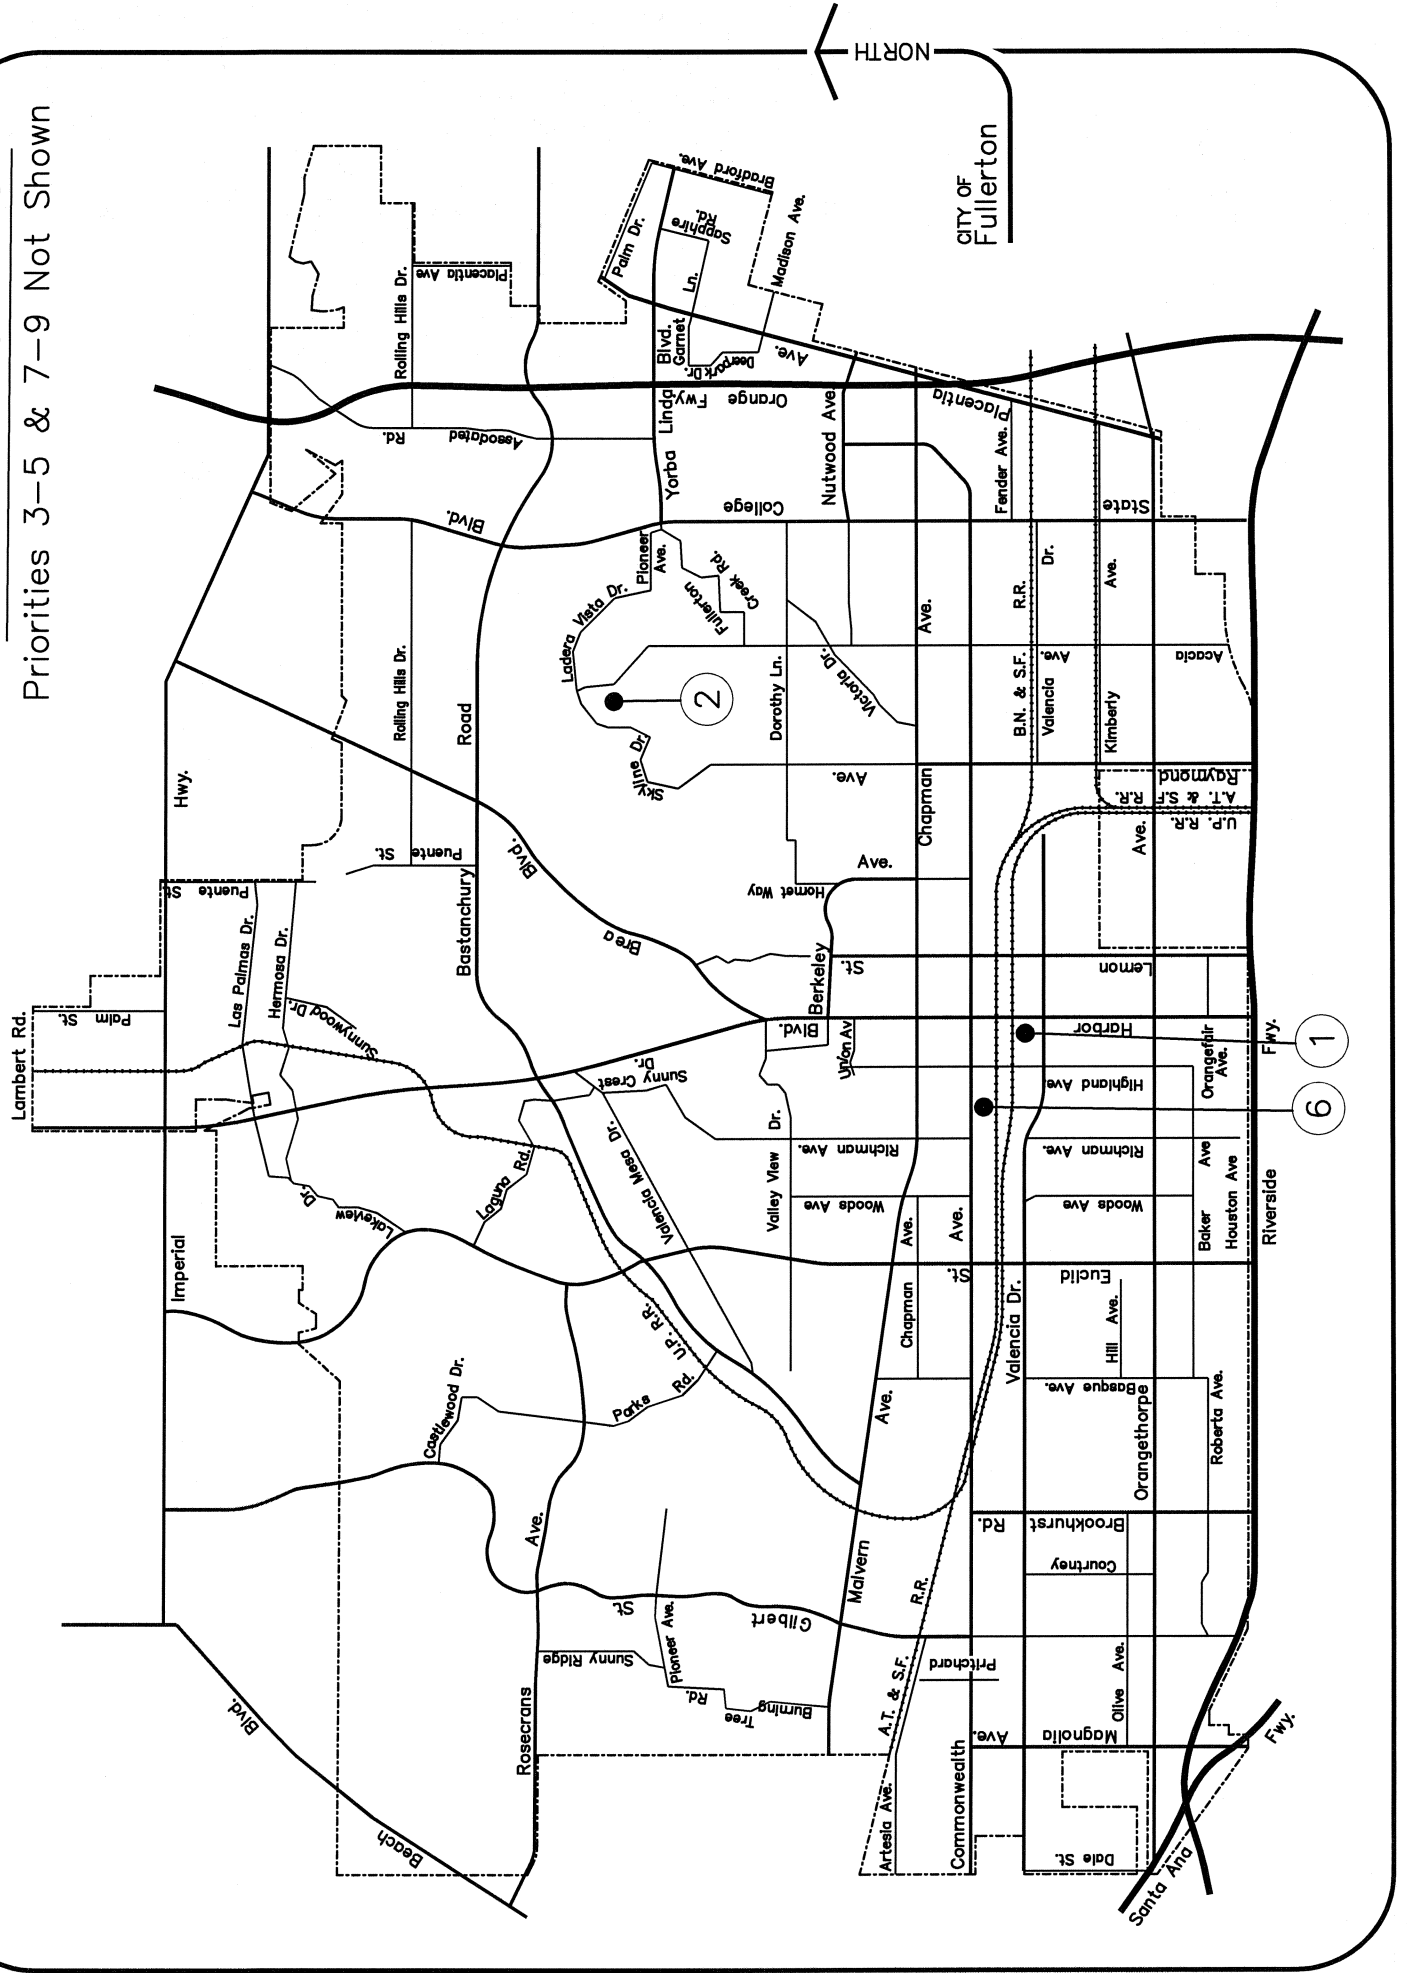 Priorities 3-5 & 7-9 Not Shown
NORTH
CITY OF
Fullerton
Lambert Rd.
Palm St.
Imperial
Hwy.
Puente St.
Las Palmas Dr.
Hermosa Dr.
Sunnywood Dr.
Lakeview
Dr.
Rolling Hills Dr.
Rolling Hills Dr.
Placentia Ave
Associated
Rd.
Puente St.
Bastanchury
Road
Laguna Rd.
Castlewood Dr.
Parks
Rd.
U.P. R.R.
Valencia Mesa Dr.
Sunny Crest
Dr.
Brea
Blvd.
Blvd.
Beach
Blvd.
Rosecrans
Ave.
Sunny Ridge
Pioneer Ave.
Burning
Tree
Rd.
Gilbert
St.
Skyline Dr.
Ladera Vista Dr.
Pioneer
Ave.
Fullerton
Creek Rd.
Yorba
Linda
Blvd.
Palm Dr.
Bradford Ave.
Sapphire
Rd.
Garnet
Ln.
Deerpark Dr.
Madison Ave.
Placentia
Ave.
Orange
Fwy.
College
Nutwood Ave.
Dorothy Ln.
Victoria Dr.
Ave.
Hornet Way
Berkeley
Ave.
St.
Blvd.
Union Av
Valley View
Dr.
Richman Ave.
Woods Ave
Malvern
Ave.
Chapman
Ave.
Chapman
Ave.
Commonwealth
Ave.
Artesia Ave.
A.T. & S.F.
R.R.
Pritchard
Fender Ave.
B.N. & S.F.
R.R.
Valencia
Dr.
Valencia Dr.
Ave.
Acacia
State
Kimberly
Ave.
Raymond
A.T. & S.F. R.R.
U.P. R.R.
Lemon
Harbor
Highland Ave.
Richman Ave.
Woods Ave
Euclid
St.
Hill Ave.
Basque Ave.
Brookhurst
Rd.
Courtney
Olive Ave.
Magnolia
Ave.
Dale St.
Orangethorpe
Ave.
Roberta Ave.
Baker
Ave
Houston Ave
Orangefair
Ave.
Riverside
Fwy.
Santa Ana
Fwy.
1
2
6